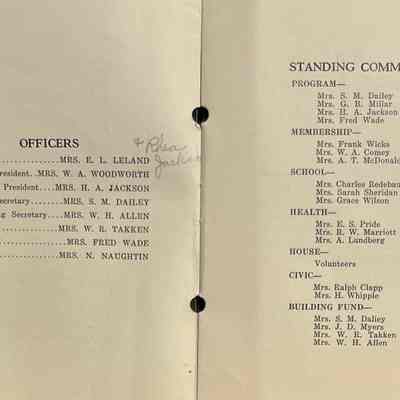 OFFICERS
MRS. E. L. LELAND
resident..MRS. W. A. WOODWORTH
President....MRS. H. A. JACKSON
ecretary........MRS. S. M. DAILEY
ng Secretary.....MRS. W. H. ALLEN
MRS. W. R. TAKKEN
MRS. FRED WADE
MRS. N. NAUGHTIN
+ Rhea
Jackson
STANDING COMM
PROGRAM—
Mrs. S. M. Dailey
Mrs. G. R. Millar
Mrs. H. A. Jackson
Mrs. Fred Wade
MEMBERSHIP—
Mrs. Frank Wicks
Mrs. W. A. Comey
Mrs. A. T. McDonal
SCHOOL—
Mrs. Charles Redebau
Mrs. Sarah Sheridan
Mrs. Grace Wilson
HEALTH—
Mrs. E. S. Pride
Mrs. R. W. Marriott
Mrs. A. Lundberg
HOUSE—
Volunteers
CIVIC—
Mrs. Ralph Clapp
Mrs. H. Whipple
BUILDING FUND—
Mrs. S. M. Dailey
Mrs. J. D. Myers
Mrs. W. R. Takken
Mrs. W. H. Allen